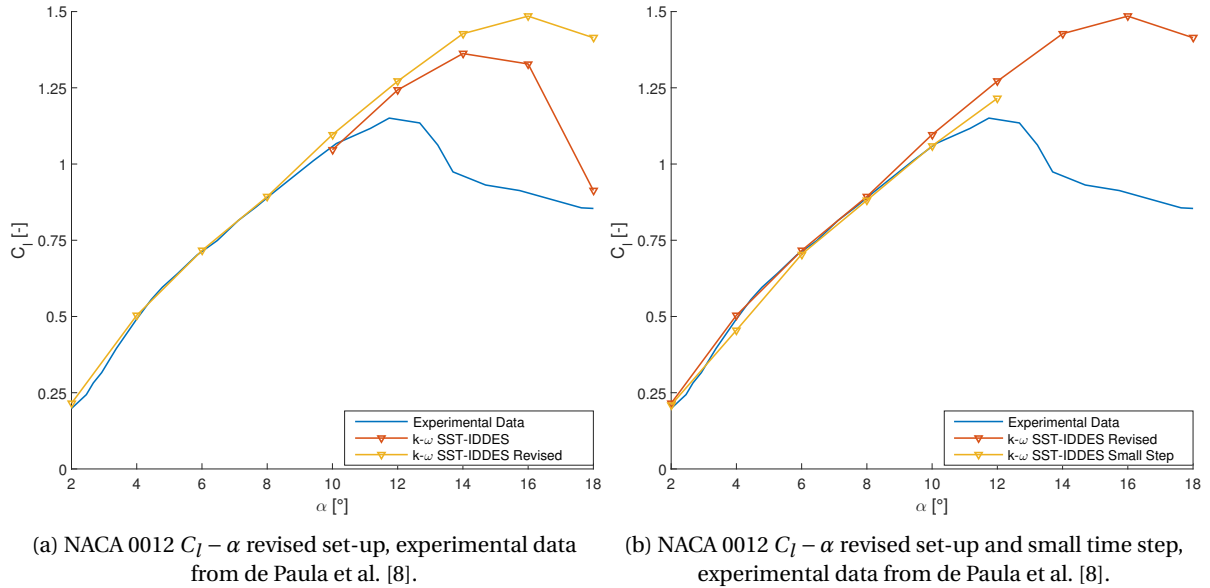 1.5
1.25
1
0.75
0.5
0.25
0
C_l [-]
2 4 6 8 10 12 14 16 18
α [°]
Experimental Data
k-ω SST-IDDES
k-ω SST-IDDES Revised
(a) NACA 0012 C_l − α revised set-up, experimental data
from de Paula et al. [8].
1.5
1.25
1
0.75
0.5
0.25
0
C_l [-]
2 4 6 8 10 12 14 16 18
α [°]
Experimental Data
k-ω SST-IDDES Revised
k-ω SST-IDDES Small Step
(b) NACA 0012 C_l − α revised set-up and small time step,
experimental data from de Paula et al. [8].